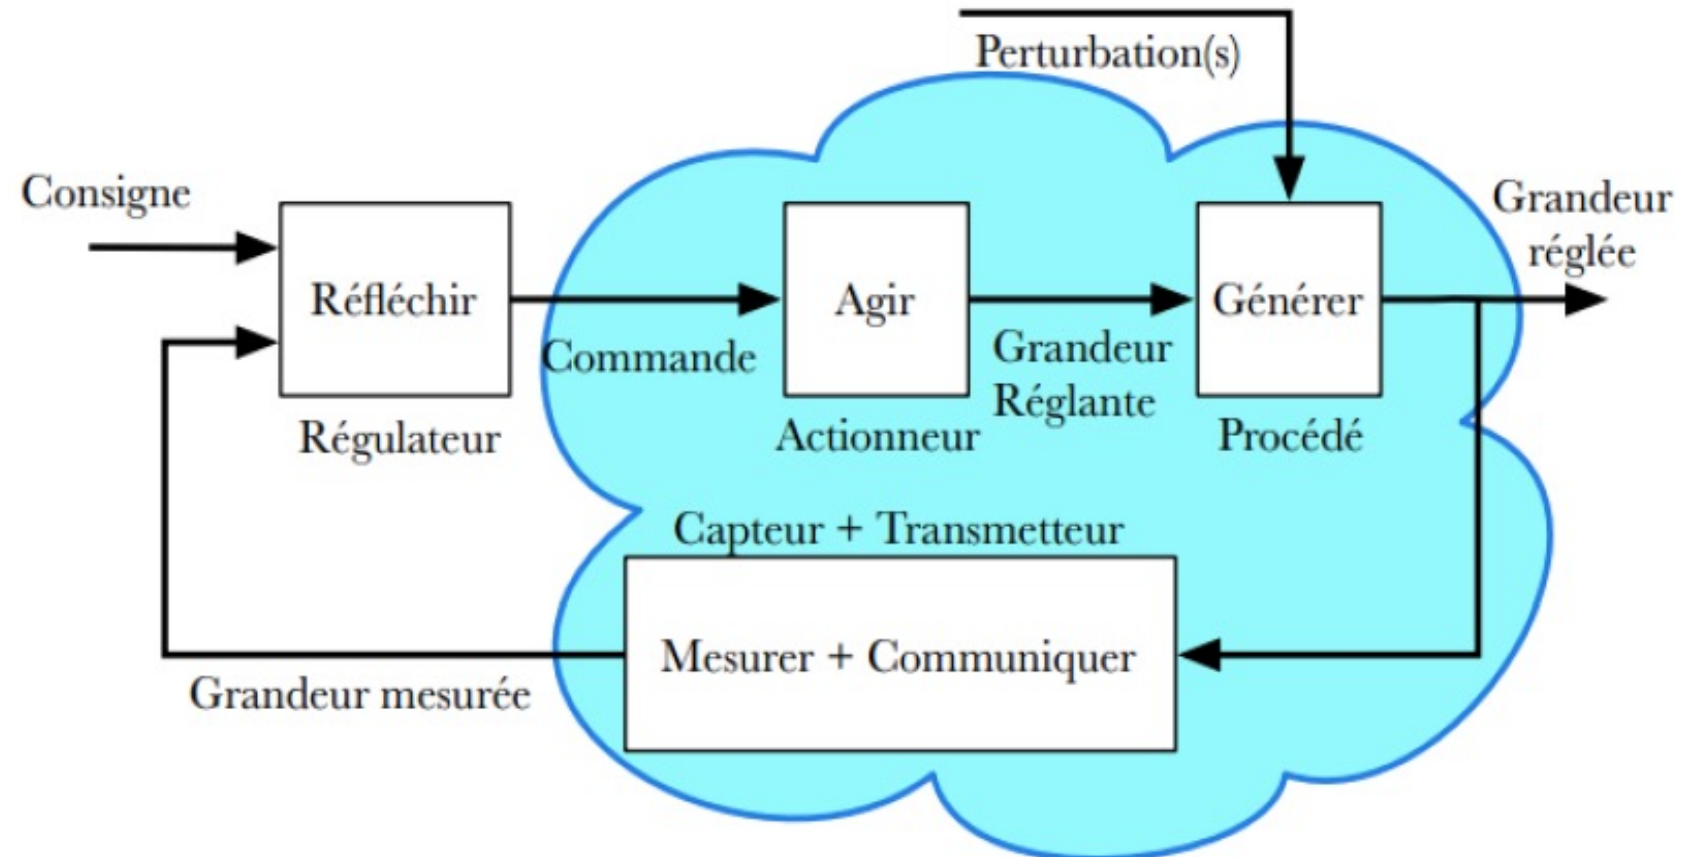 Perturbation(s)
Consigne
Grandeur
réglée
Réfléchir
Agir
Générer
Commande
Grandeur
Réglante
Régulateur
Actionneur
Procédé
Capteur + Transmetteur
Mesurer + Communiquer
Grandeur mesurée